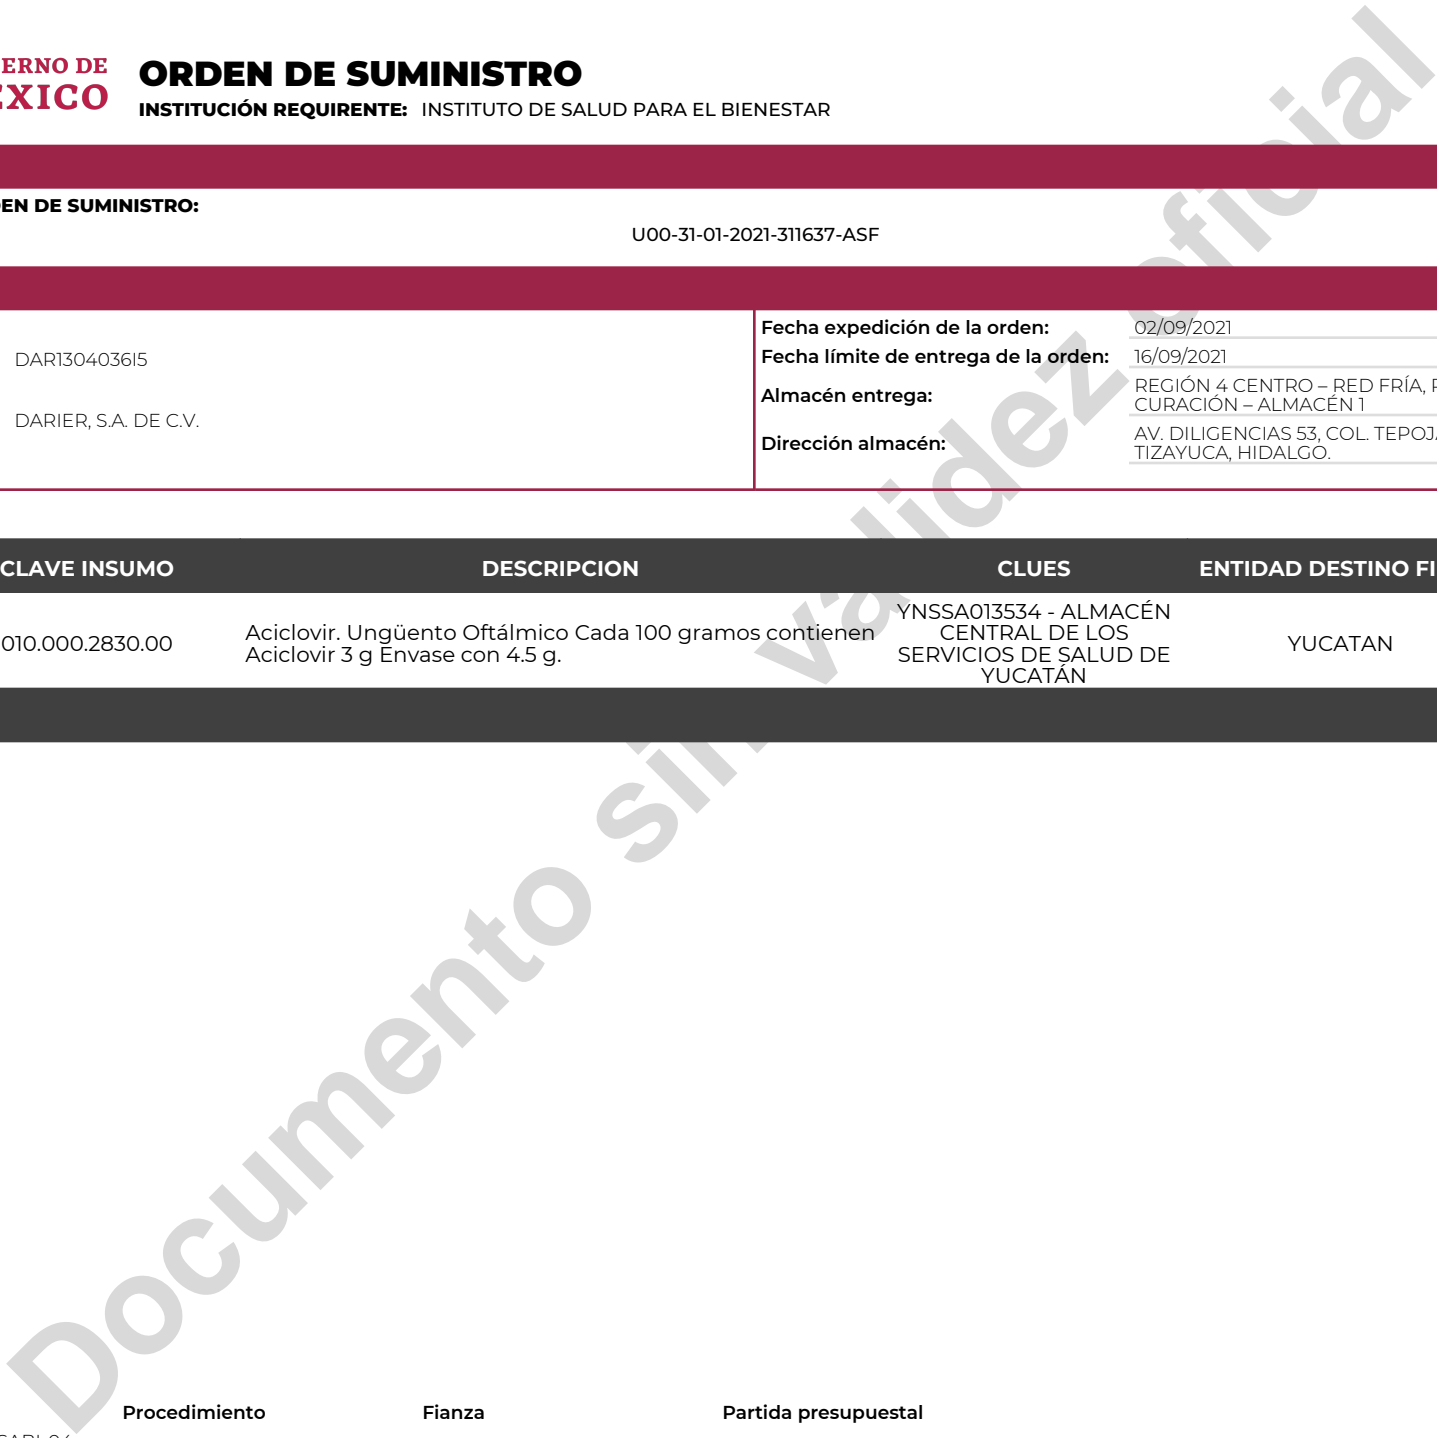 ERNO DE
EXICO
ORDEN DE SUMINISTRO
INSTITUCIÓN REQUIRENTE: INSTITUTO DE SALUD PARA EL BIENESTAR
EN DE SUMINISTRO:
U00-31-01-2021-311637-ASF
DAR1304036I5
DARIER, S.A. DE C.V.
Fecha expedición de la orden: 02/09/2021
Fecha límite de entrega de la orden: 16/09/2021
Almacén entrega: REGIÓN 4 CENTRO – RED FRÍA,
CURACIÓN – ALMACÉN 1
Dirección almacén: AV. DILIGENCIAS 53, COL. TEPOJ
TIZAYUCA, HIDALGO.
CLAVE INSUMO DESCRIPCION CLUES ENTIDAD DESTINO FI
010.000.2830.00
Aciclovir. Ungüento Oftálmico Cada 100 gramos contienen
Aciclovir 3 g Envase con 4.5 g.
YNSSA013534 - ALMACÉN
CENTRAL DE LOS
SERVICIOS DE SALUD DE
YUCATÁN
YUCATAN
Documento sin validez oficial
Procedimiento Fianza Partida presupuestal